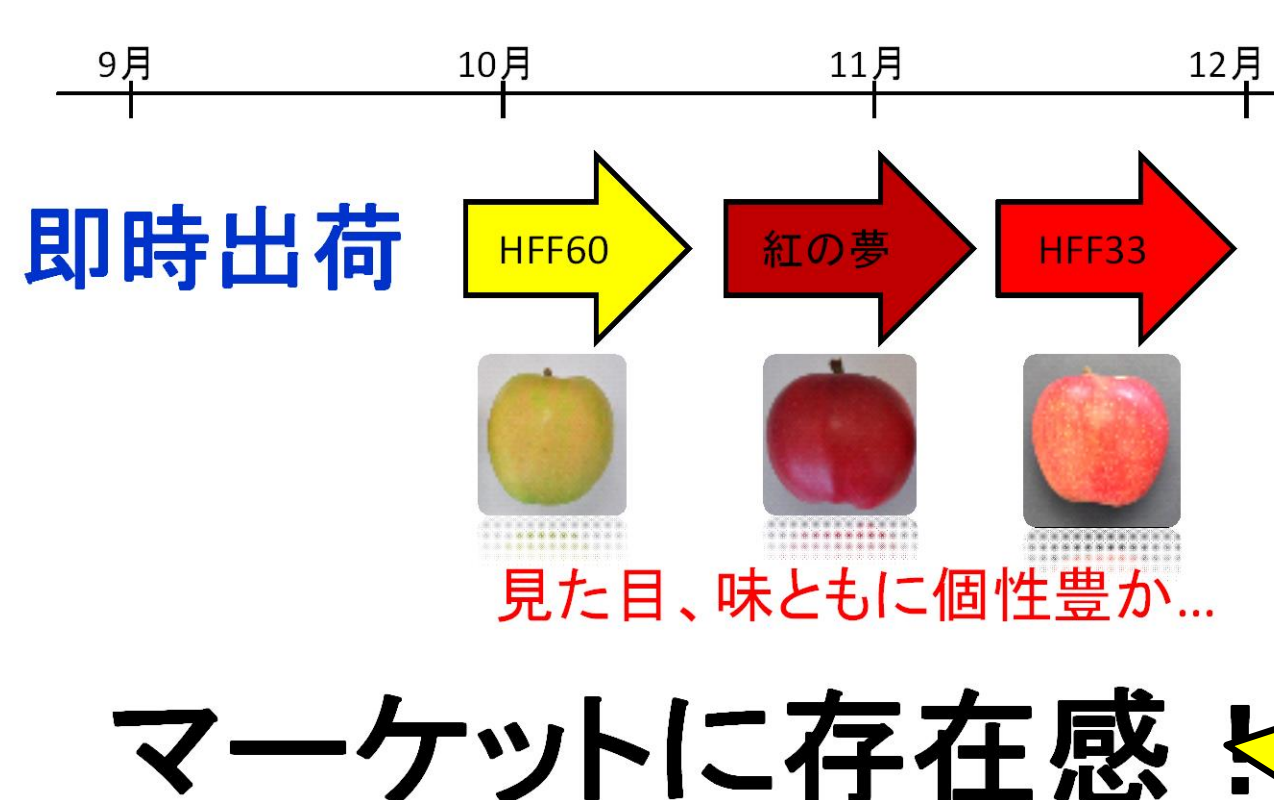 9月 10月 11月 12月
即時出荷 HFF60 紅の夢 HFF33
見た目、味ともに個性豊か...
マーケットに存在感！